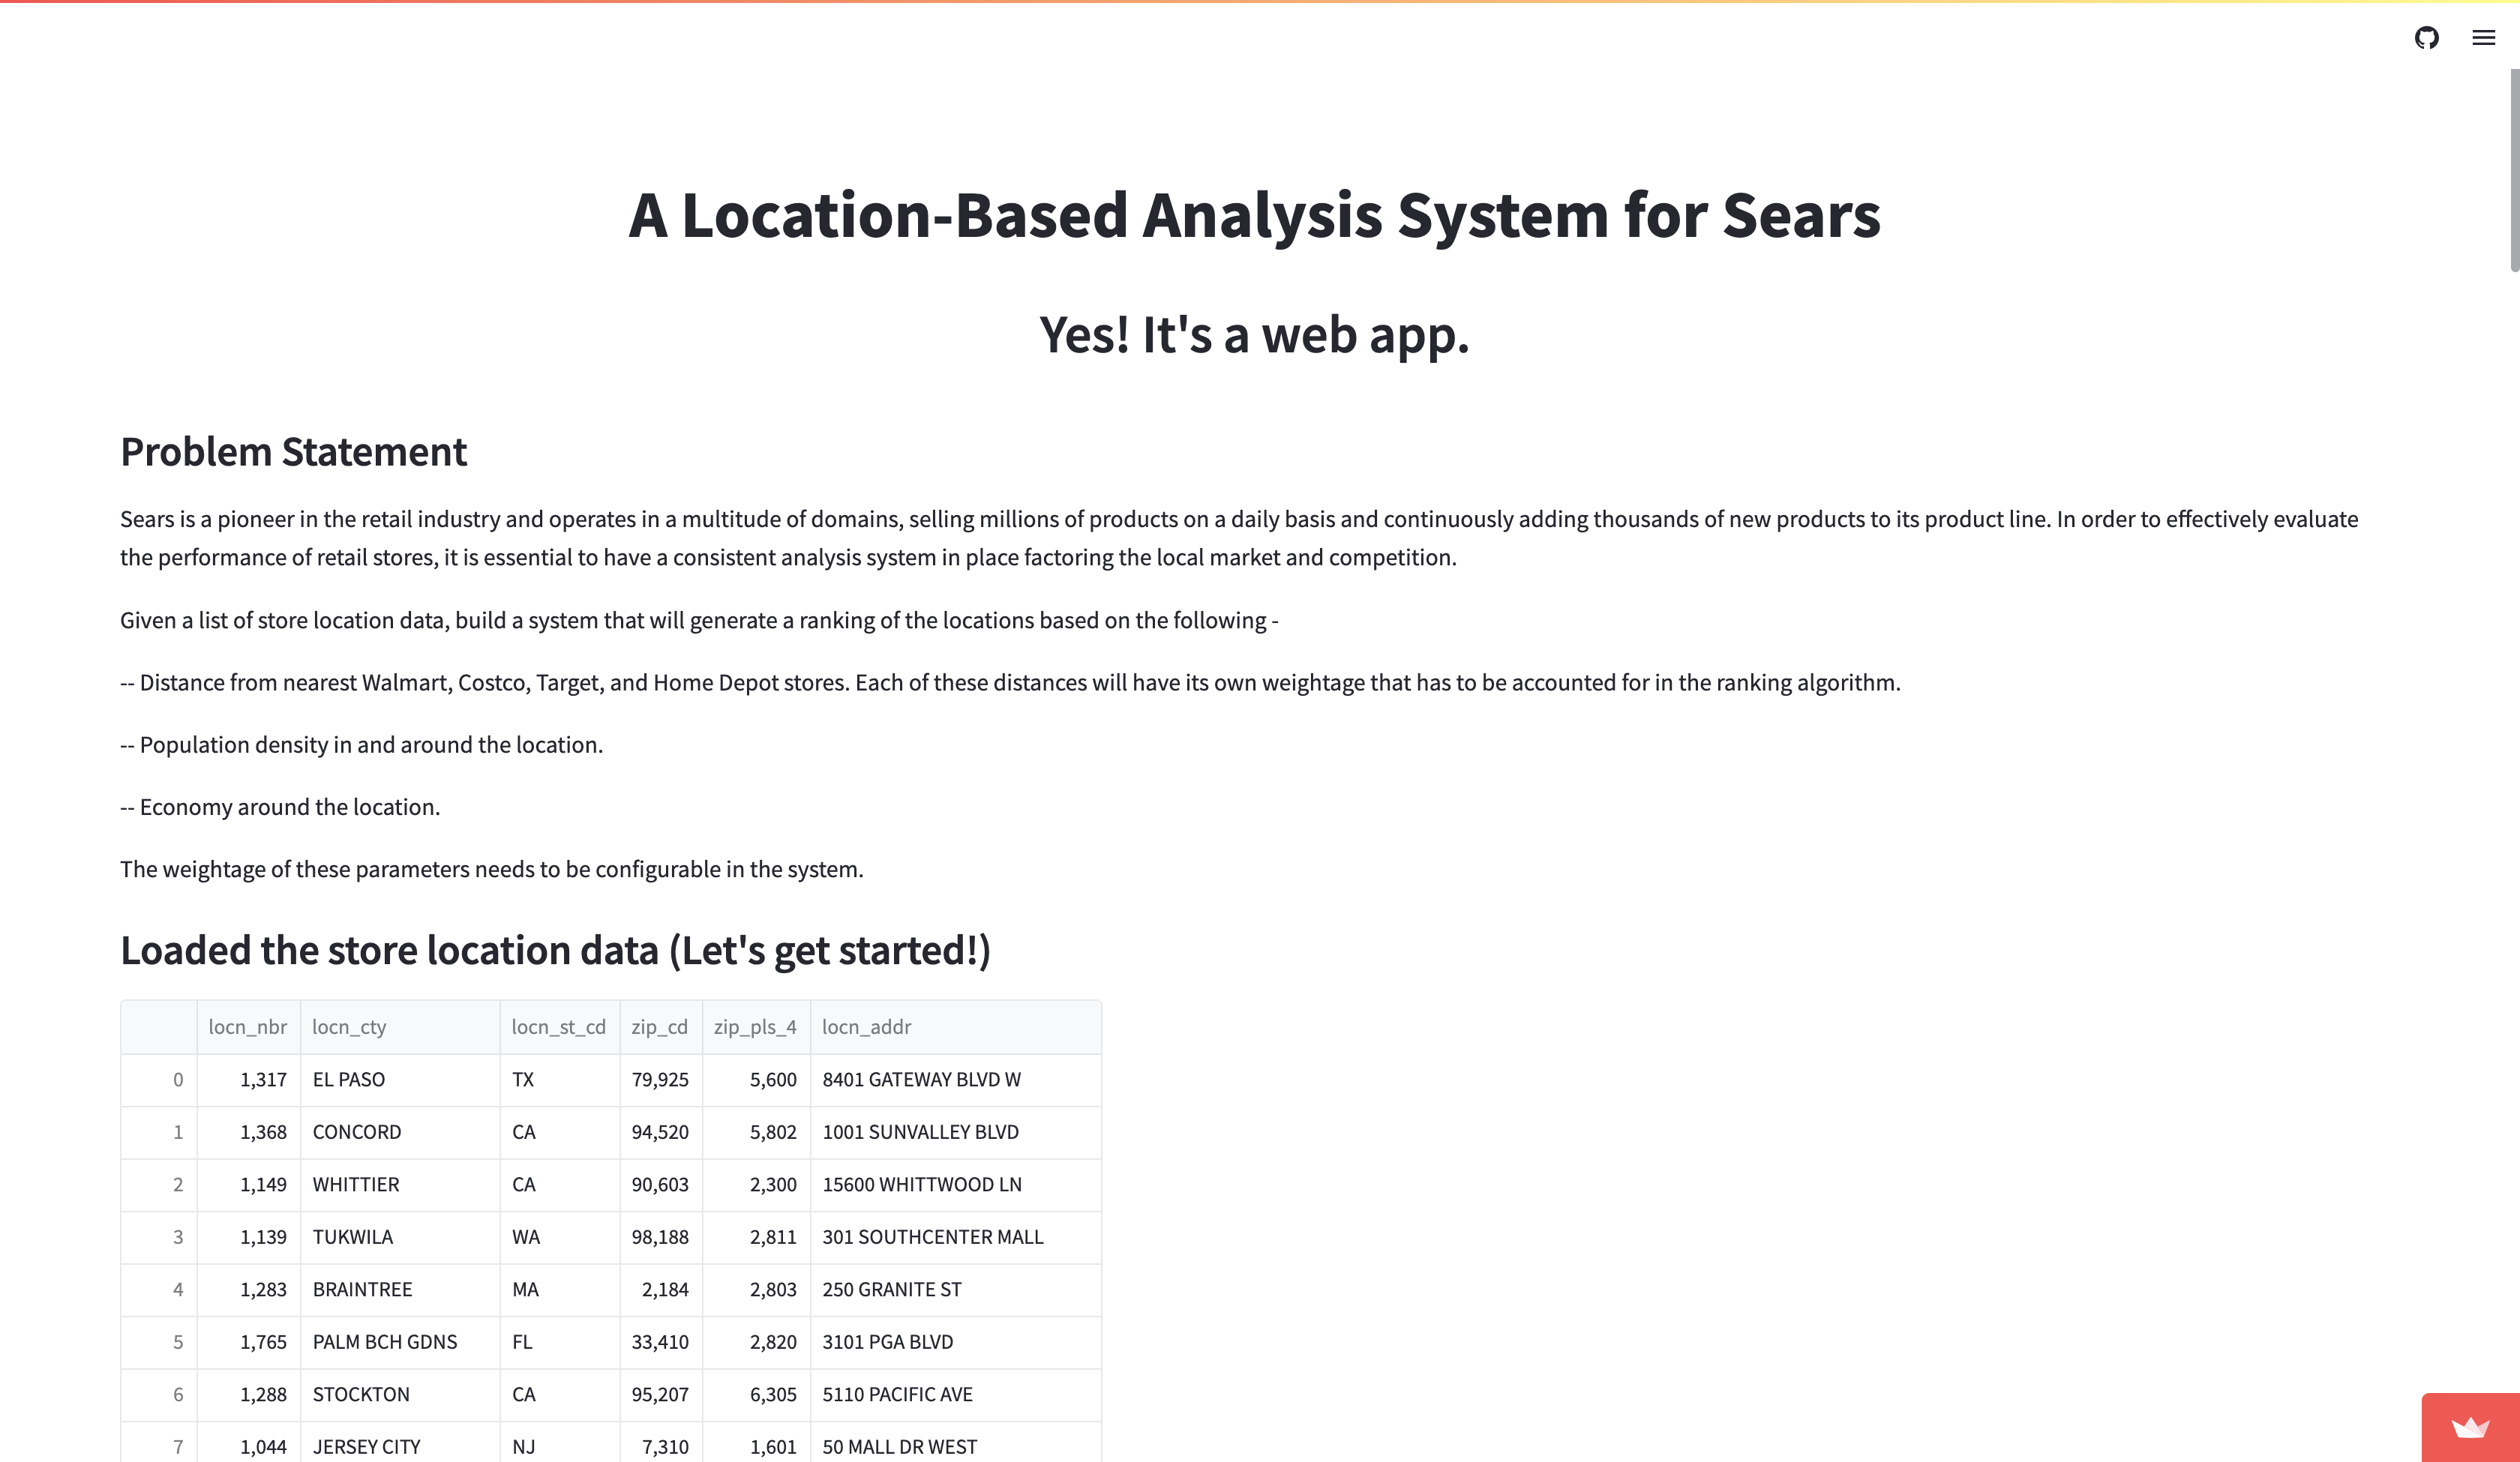 A Location-Based Analysis System for Sears
Yes! It's a web app.
Problem Statement
Sears is a pioneer in the retail industry and operates in a multitude of domains, selling millions of products on a daily basis and continuously adding thousands of new products to its product line. In order to effectively evaluate
the performance of retail stores, it is essential to have a consistent analysis system in place factoring the local market and competition.
Given a list of store location data, build a system that will generate a ranking of the locations based on the following -
-- Distance from nearest Walmart, Costco, Target, and Home Depot stores. Each of these distances will have its own weightage that has to be accounted for in the ranking algorithm.
-- Population density in and around the location.
-- Economy around the location.
The weightage of these parameters needs to be configurable in the system.
Loaded the store location data (Let's get started!)
locn_nbr locn_cty locn_st_cd zip_cd zip_pls_4 locn_addr
0 1,317 EL PASO TX 79,925 5,600 8401 GATEWAY BLVD W
1 1,368 CONCORD CA 94,520 5,802 1001 SUNVALLEY BLVD
2 1,149 WHITTIER CA 90,603 2,300 15600 WHITTWOOD LN
3 1,139 TUKWILA WA 98,188 2,811 301 SOUTHCENTER MALL
4 1,283 BRAINTREE MA 2,184 2,803 250 GRANITE ST
5 1,765 PALM BCH GDNS FL 33,410 2,820 3101 PGA BLVD
6 1,288 STOCKTON CA 95,207 6,305 5110 PACIFIC AVE
7 1,044 JERSEY CITY NJ 7,310 1,601 50 MALL DR WEST